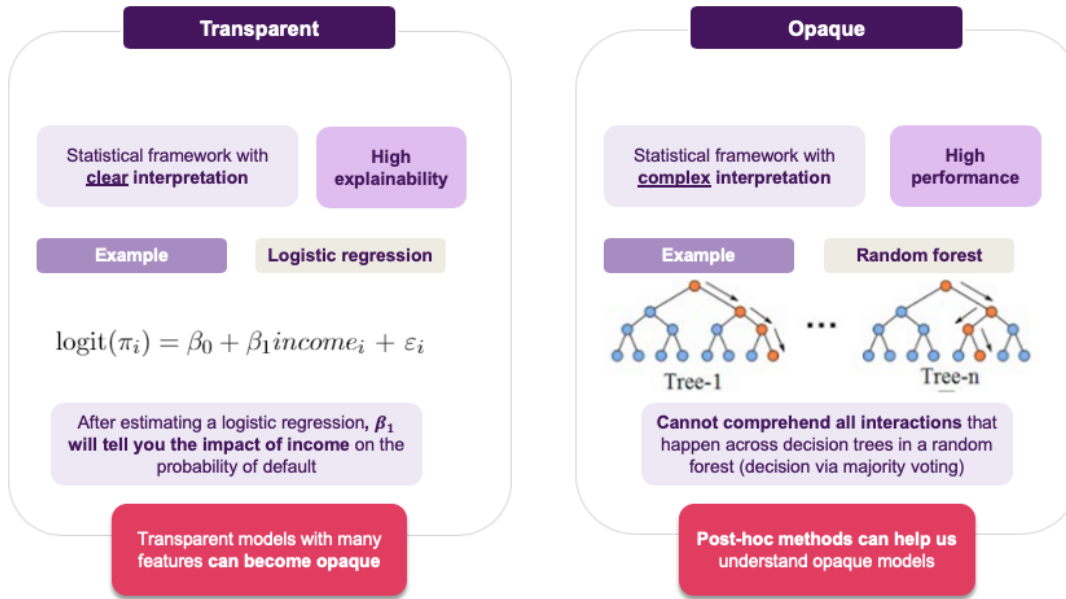 Transparent
Statistical framework with
clear interpretation
High
explainability
Example
Logistic regression
logit(πᵢ) = β₀ + β₁incomeᵢ + εᵢ
After estimating a logistic regression, β₁
will tell you the impact of income on the
probability of default
Transparent models with many
features can become opaque
Opaque
Statistical framework with
complex interpretation
High
performance
Example
Random forest
...
Tree-1
Tree-n
Cannot comprehend all interactions that
happen across decision trees in a random
forest (decision via majority voting)
Post-hoc methods can help us
understand opaque models